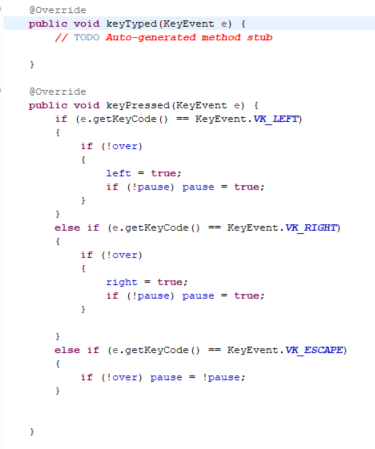 @Override
public void keyTyped(KeyEvent e) {
    // TODO Auto-generated method stub

}

@Override
public void keyPressed(KeyEvent e) {
    if (e.getKeyCode() == KeyEvent.VK_LEFT)
    {
        if (!over)
        {
            left = true;
            if (!pause) pause = true;
        }
    }
    else if (e.getKeyCode() == KeyEvent.VK_RIGHT)
    {
        if (!over)
        {
            right = true;
            if (!pause) pause = true;
        }

    }
    else if (e.getKeyCode() == KeyEvent.VK_ESCAPE)
    {
        if (!over) pause = !pause;
    }


}